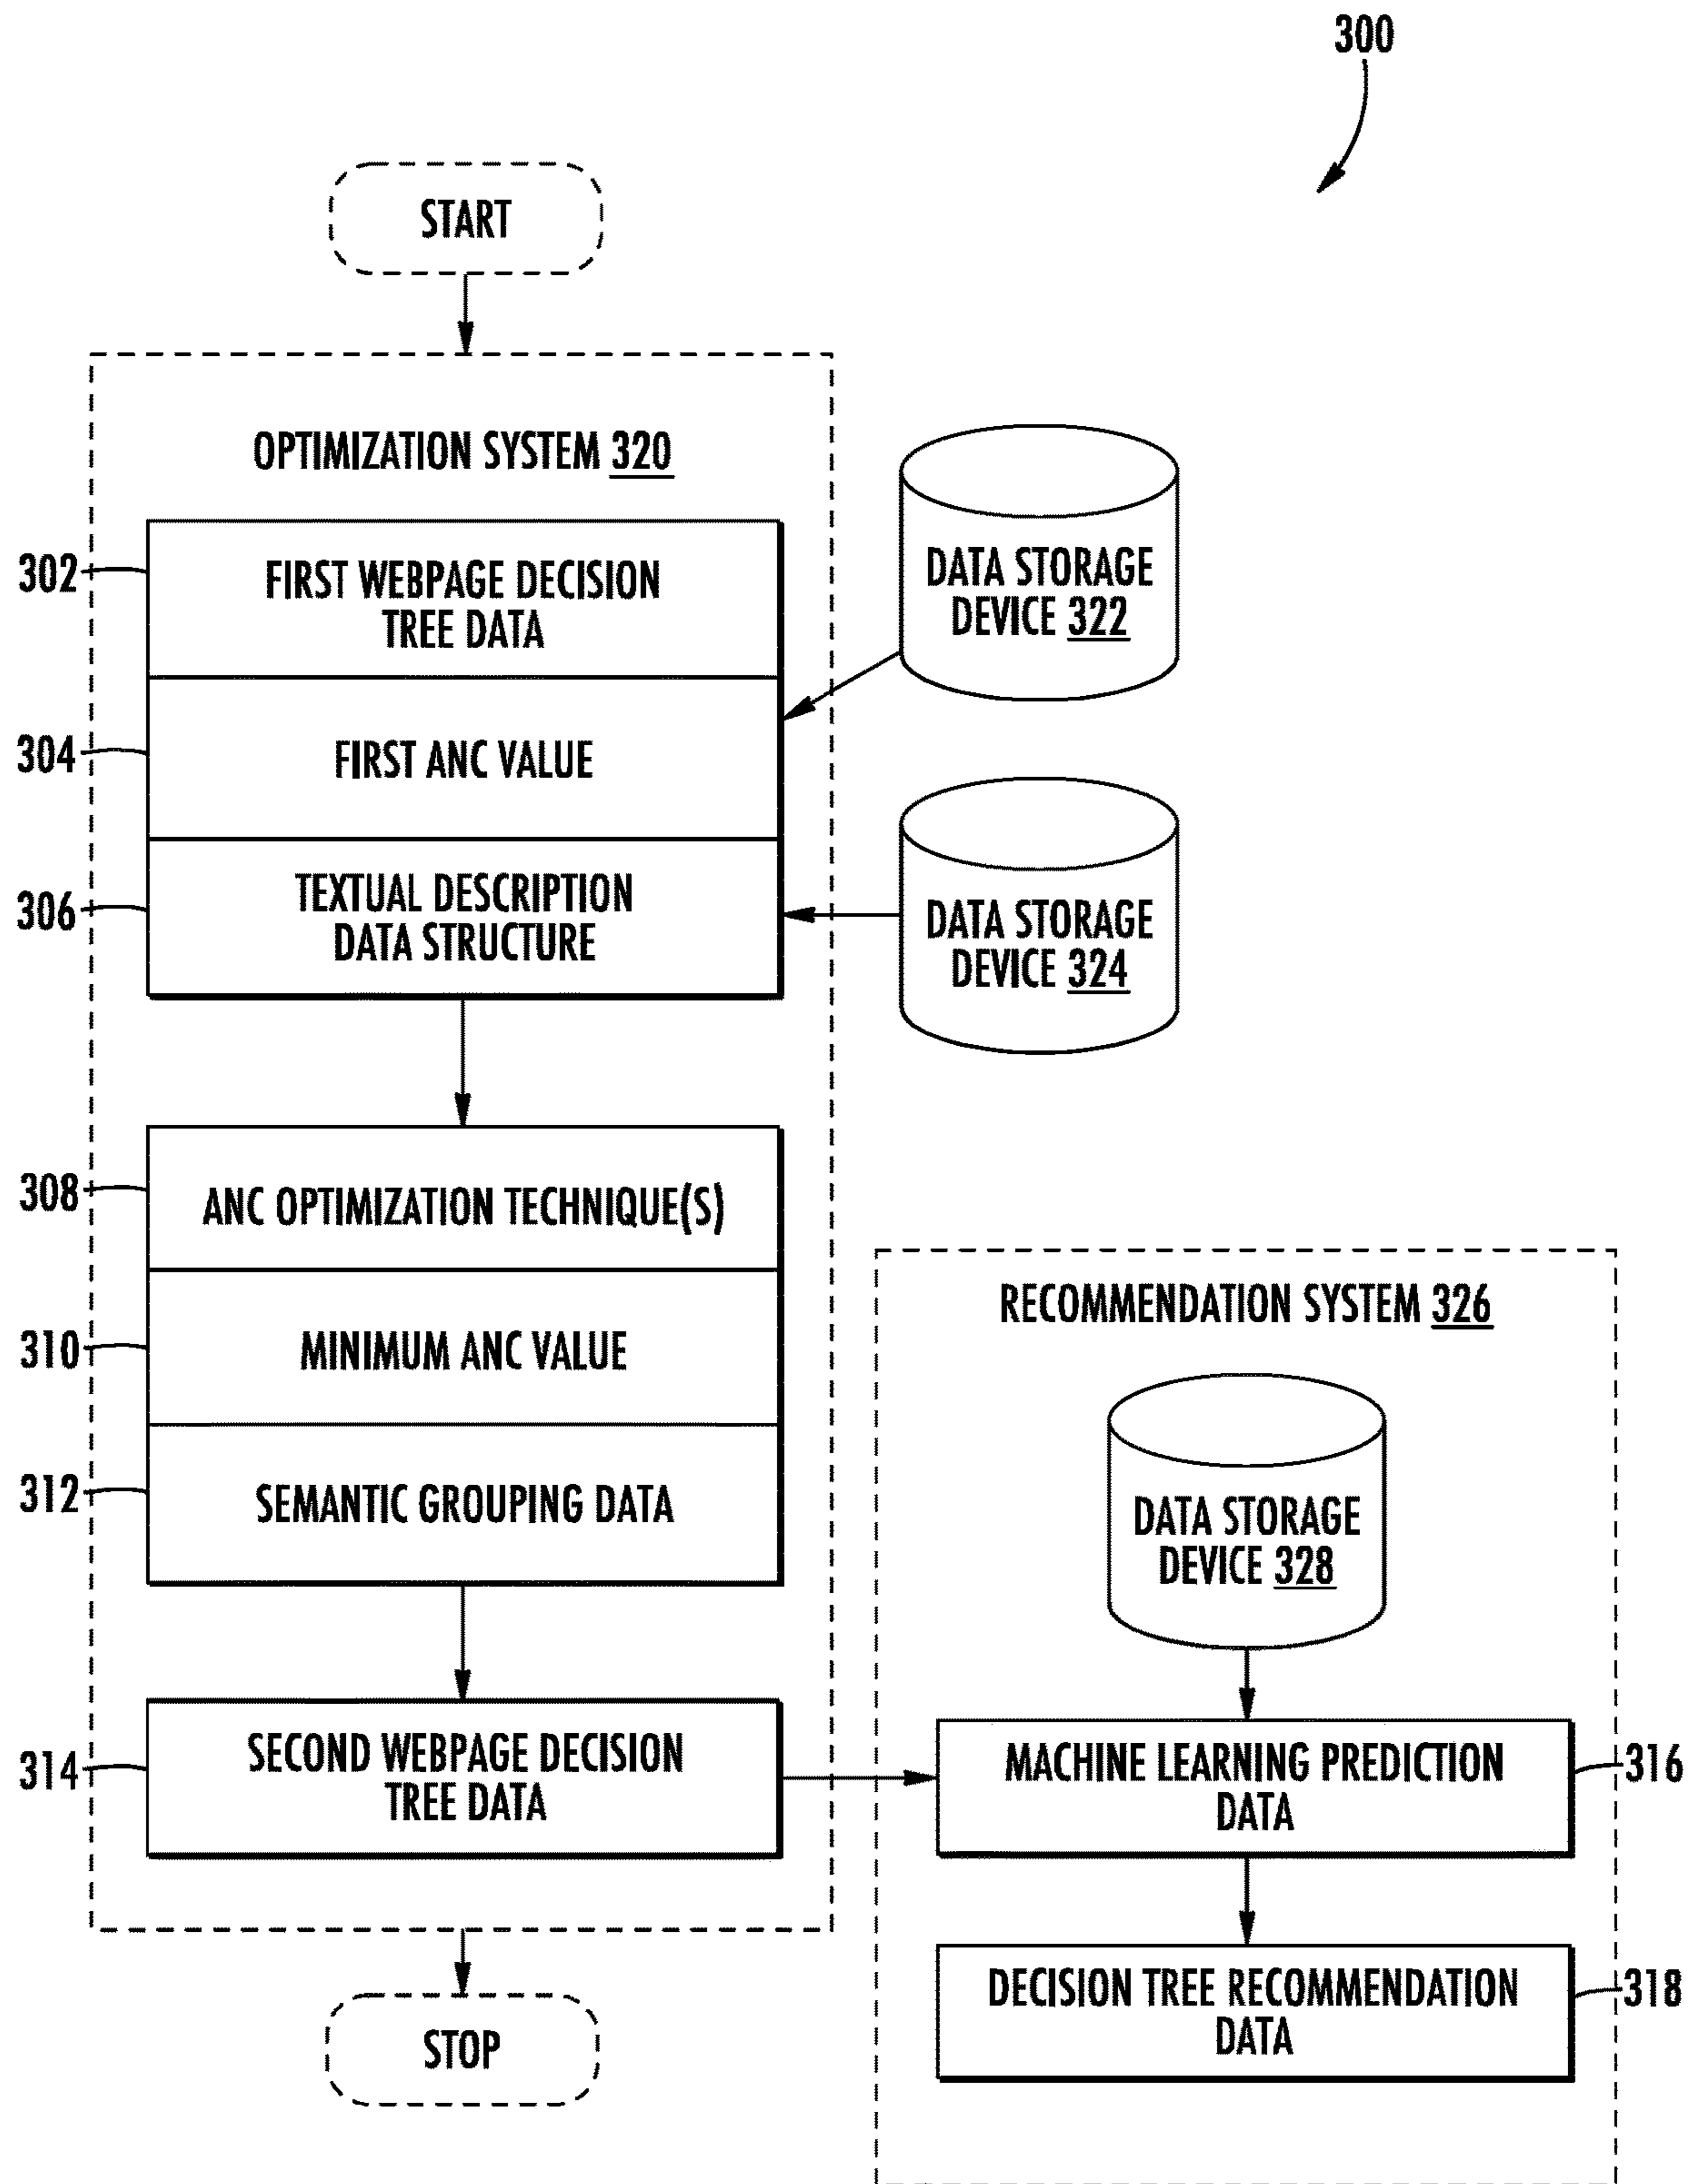 300
START
OPTIMIZATION SYSTEM 320
302
FIRST WEBPAGE DECISION
TREE DATA
304
FIRST ANC VALUE
306
TEXTUAL DESCRIPTION
DATA STRUCTURE
DATA STORAGE
DEVICE 322
DATA STORAGE
DEVICE 324
308
ANC OPTIMIZATION TECHNIQUE(S)
310
MINIMUM ANC VALUE
312
SEMANTIC GROUPING DATA
314
SECOND WEBPAGE DECISION
TREE DATA
STOP
RECOMMENDATION SYSTEM 326
DATA STORAGE
DEVICE 328
MACHINE LEARNING PREDICTION
DATA
316
DECISION TREE RECOMMENDATION
DATA
318